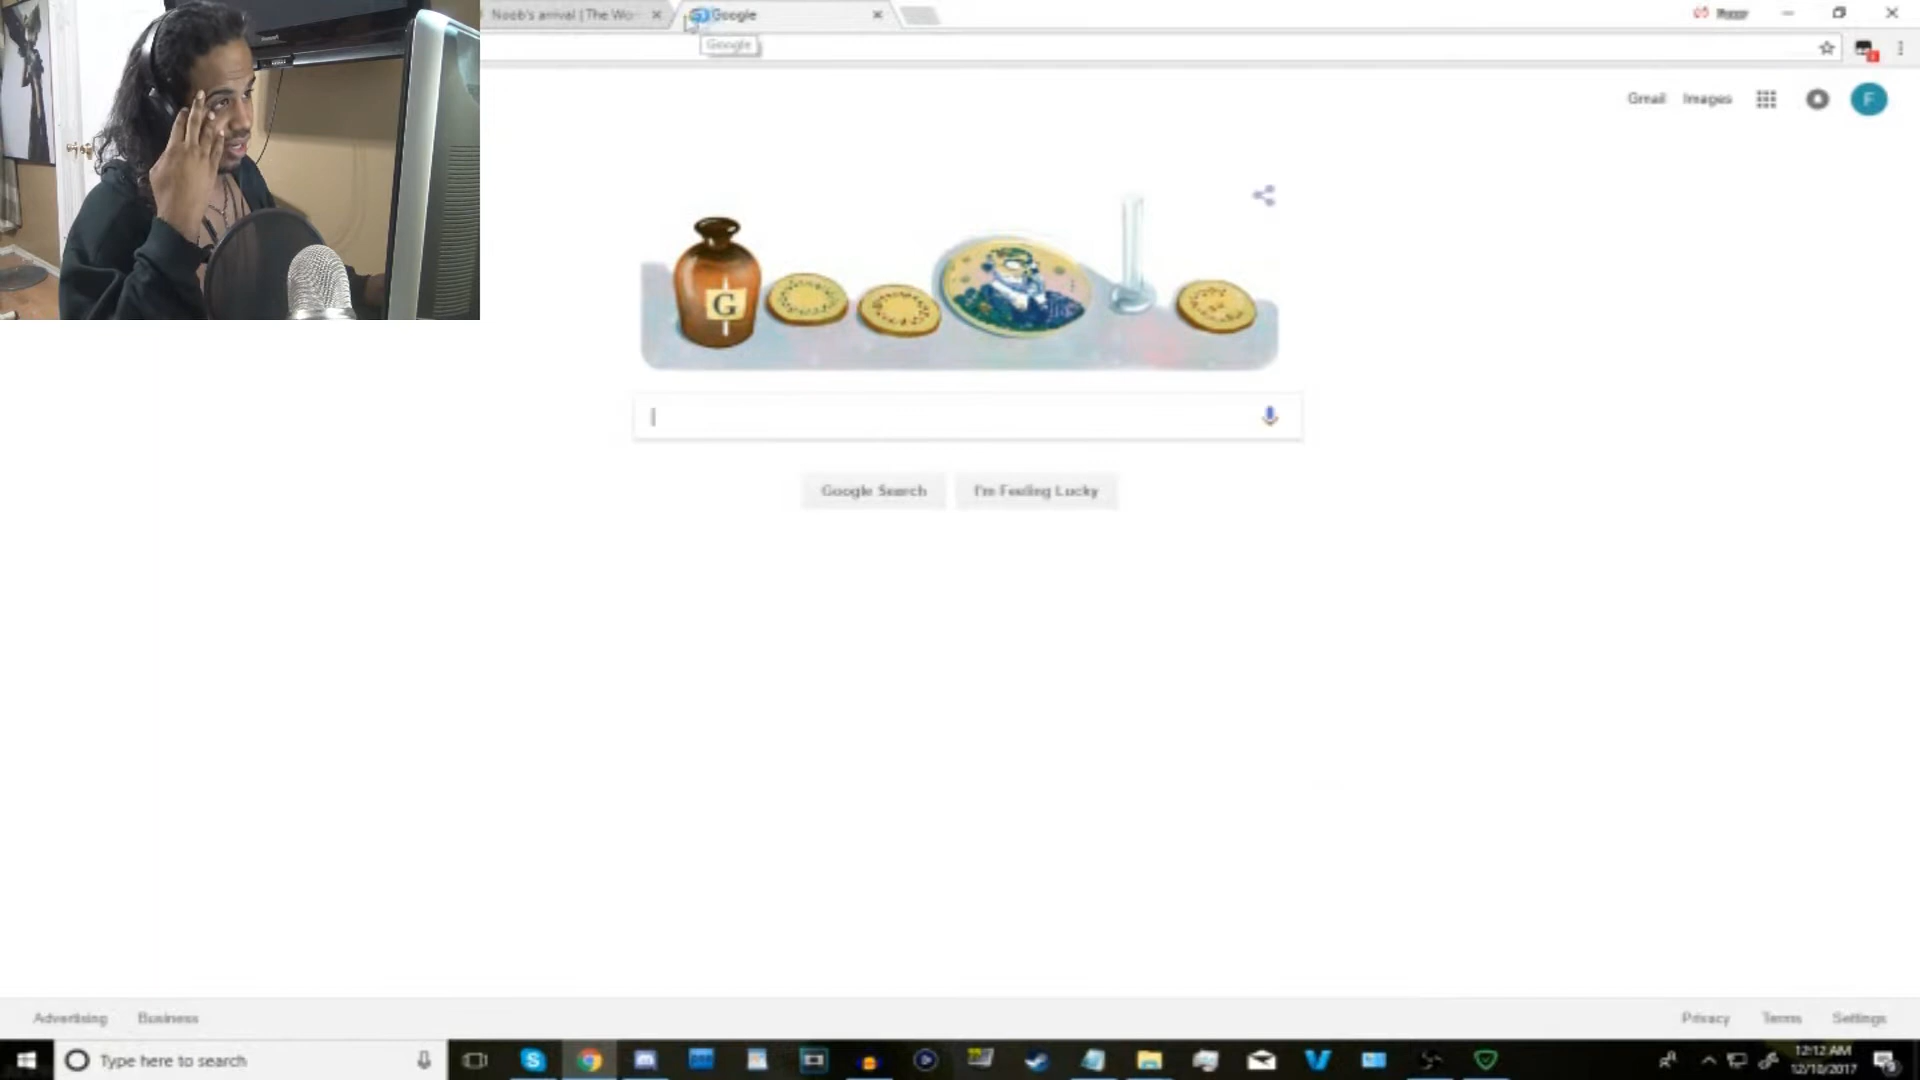 Noob's arrival | The Wo
Google
Google
Gmail
Images
F
G
Google Search
I'm Feeling Lucky
Advertising
Business
Privacy
Terms
Settings
Type here to search
12:12 AM
12/10/2017